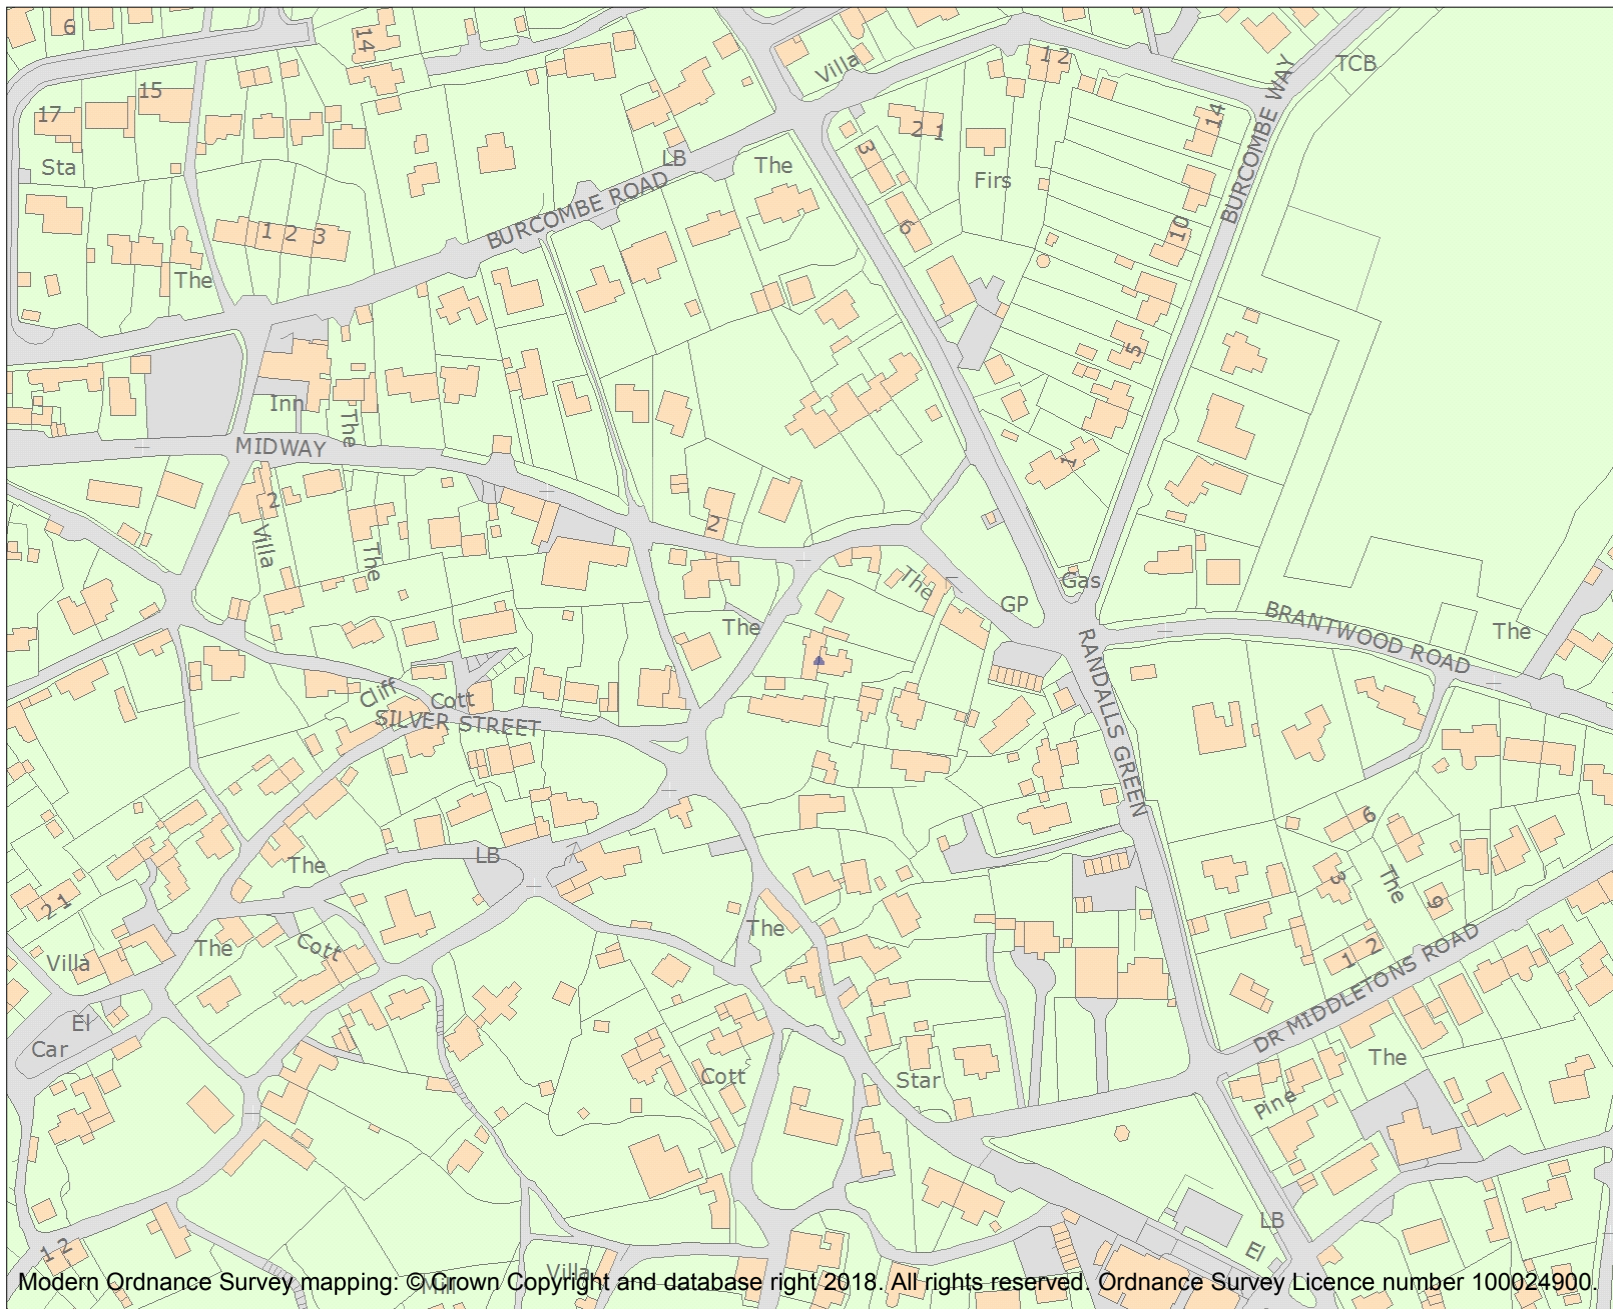 6
14
12
Villa
TCB
17
15
14
2 1
3
LB
The
Sta
Firs
BURCOMBE WAY
BURCOMBE ROAD
1 2 3
6
10
The
5
Inn
The
MIDWAY
1
2
2
Villa
The
The
Gas
GP
The
BRANTWOOD ROAD
The
RANDALLS GREEN
Cliff
Cott
SILVER STREET
6
LB
The
3
The
9
2 1
The
The
Cott
Villa
1 2
DR MIDDLETONS ROAD
El
Car
The
Cott
Star
Pine
LB
El
1 2
Villa
Mill
Modern Ordnance Survey mapping: © Crown Copyright and database right 2018. All rights reserved. Ordnance Survey Licence number 100024900.